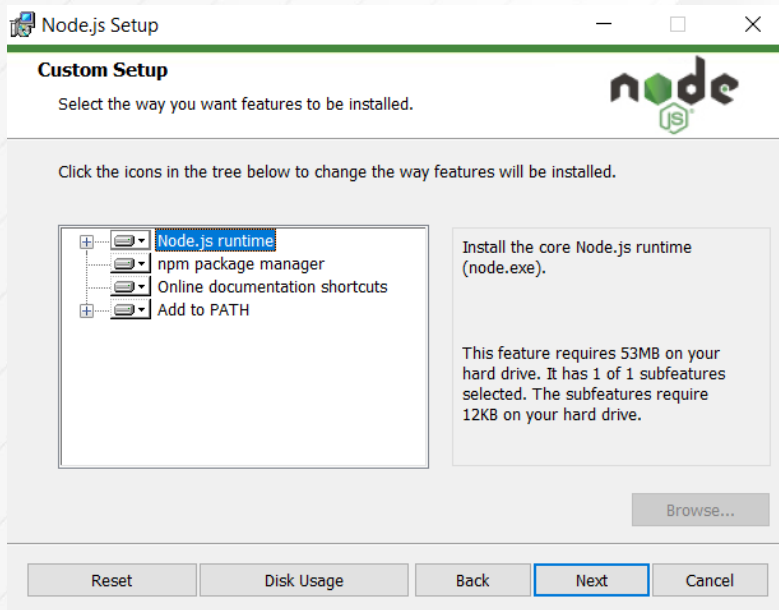 Node.js Setup
Custom Setup
Select the way you want features to be installed.
node
JS
Click the icons in the tree below to change the way features will be installed.
Node.js runtime
npm package manager
Online documentation shortcuts
Add to PATH
Install the core Node.js runtime
(node.exe).
This feature requires 53MB on your
hard drive. It has 1 of 1 subfeatures
selected. The subfeatures require
12KB on your hard drive.
Browse...
Reset
Disk Usage
Back
Next
Cancel